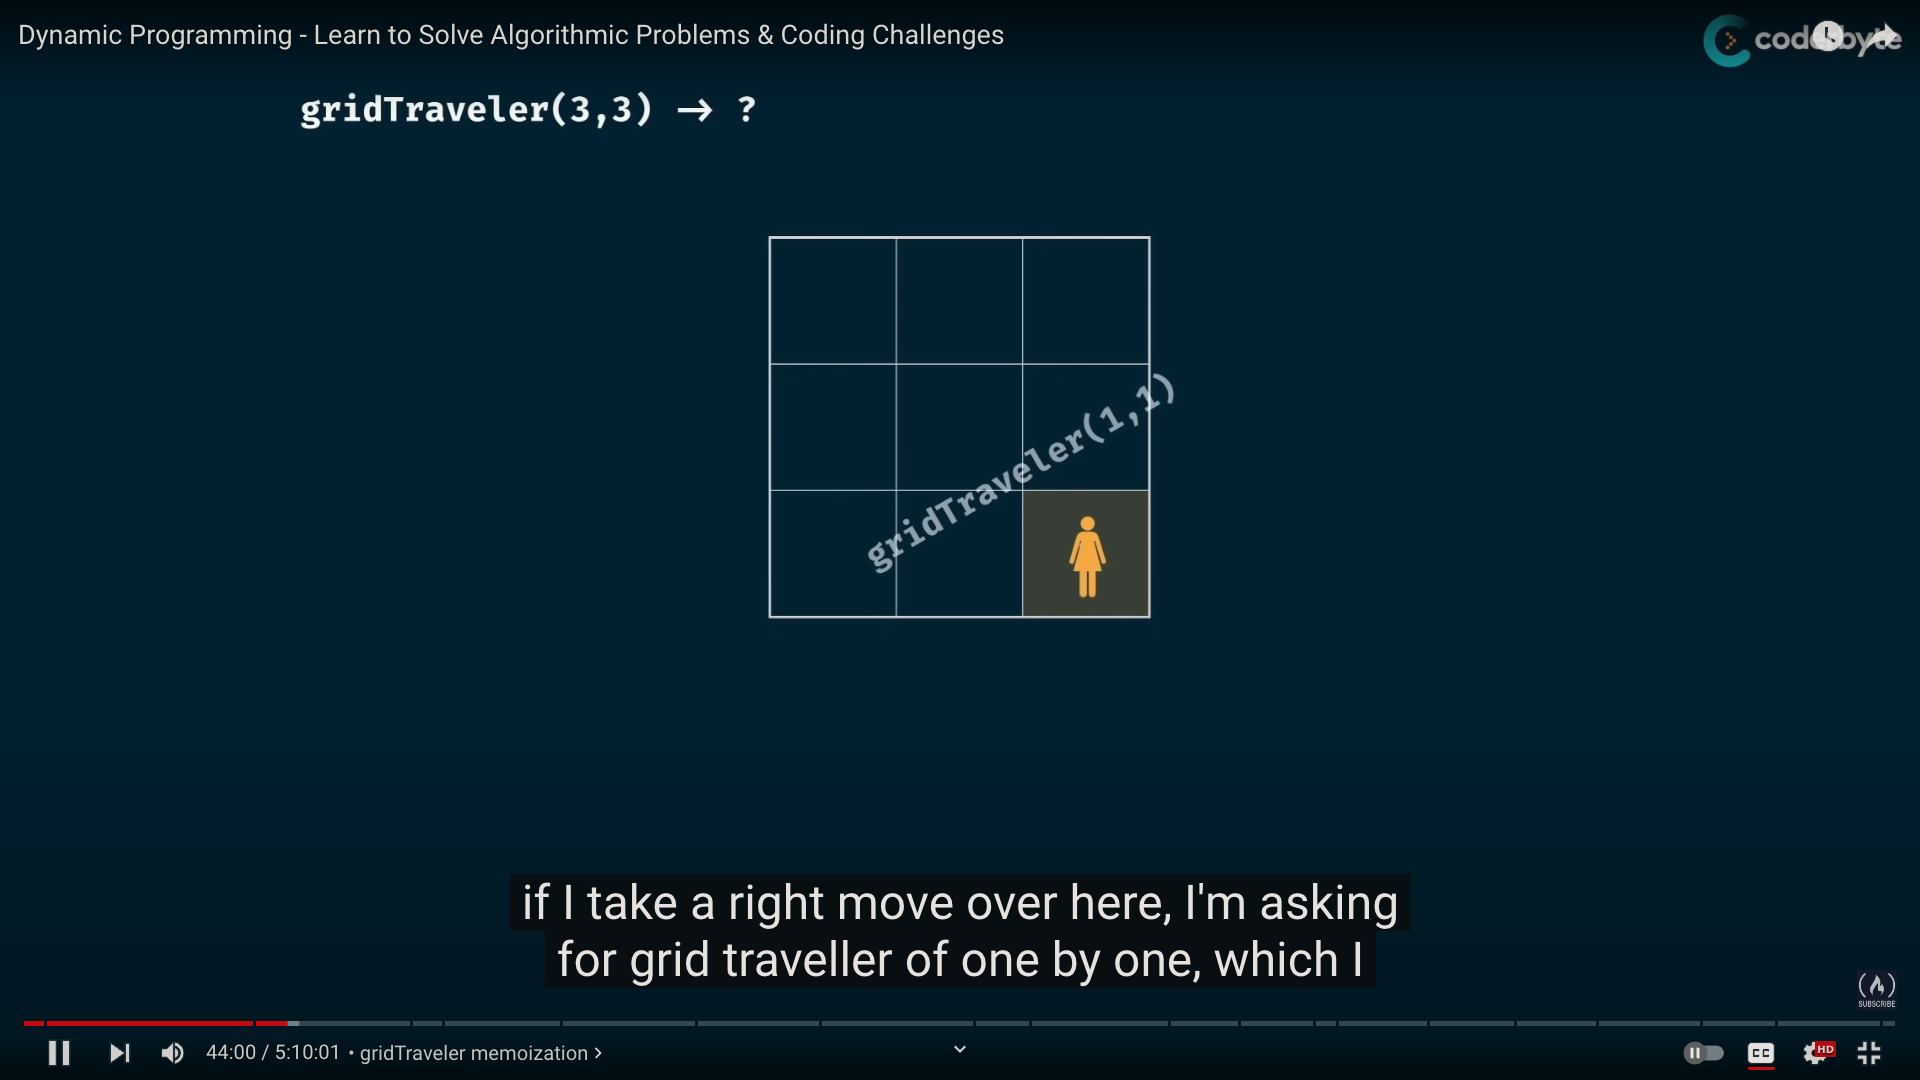 Dynamic Programming - Learn to Solve Algorithmic Problems & Coding Challenges
coderbyte
gridTraveler(3,3) → ?
gridTraveler(1,1)
if I take a right move over here, I'm asking
for grid traveller of one by one, which I
SUBSCRIBE
44:00 / 5:10:01 • gridTraveler memoization >
CC
HD